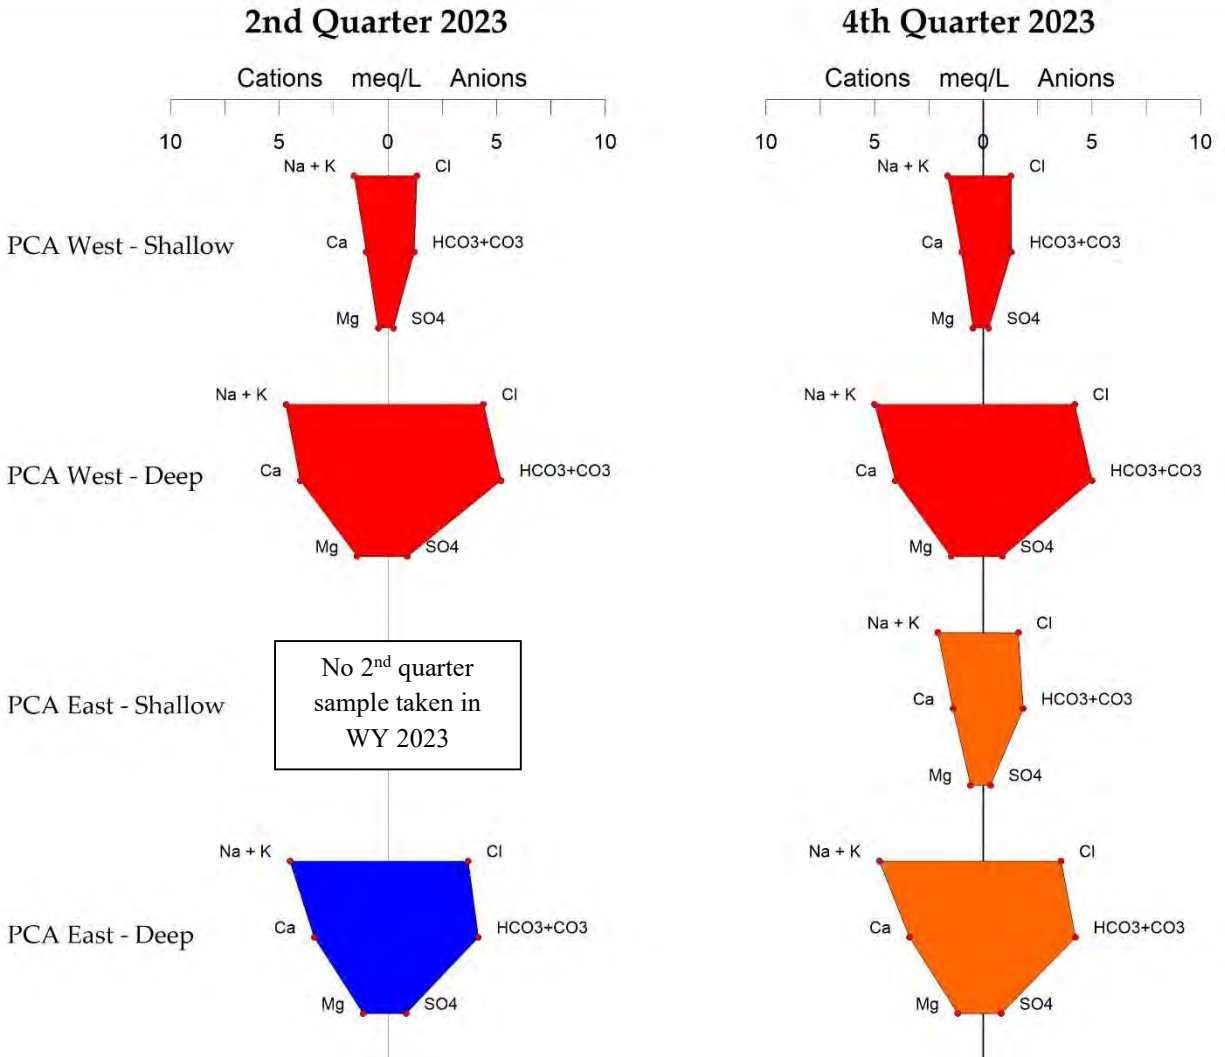 2nd Quarter 2023
4th Quarter 2023
Cations meq/L Anions
Cations meq/L Anions
10 5 0 5 10
10 5 0 5 10
Na + K Cl
Na + K Cl
PCA West - Shallow
Ca HCO3+CO3
Ca HCO3+CO3
Mg SO4
Mg SO4
Na + K Cl
Na + K Cl
PCA West - Deep
Ca HCO3+CO3
Ca HCO3+CO3
Mg SO4
Mg SO4
Na + K Cl
PCA East - Shallow
No 2nd quarter
sample taken in
WY 2023
Ca HCO3+CO3
Mg SO4
Na + K Cl
Na + K Cl
PCA East - Deep
Ca HCO3+CO3
Ca HCO3+CO3
Mg SO4
Mg SO4